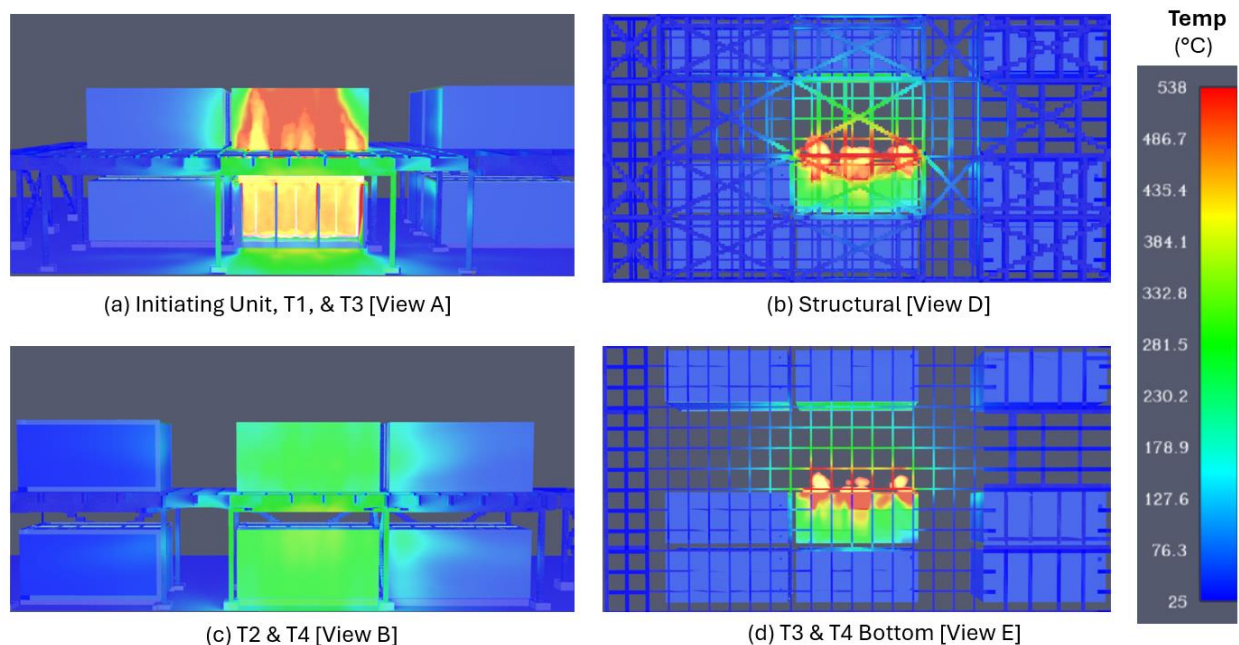 Temp
(°C)
538
486.7
435.4
384.1
332.8
281.5
230.2
178.9
127.6
76.3
25
(a) Initiating Unit, T1, & T3 [View A]
(b) Structural [View D]
(c) T2 & T4 [View B]
(d) T3 & T4 Bottom [View E]